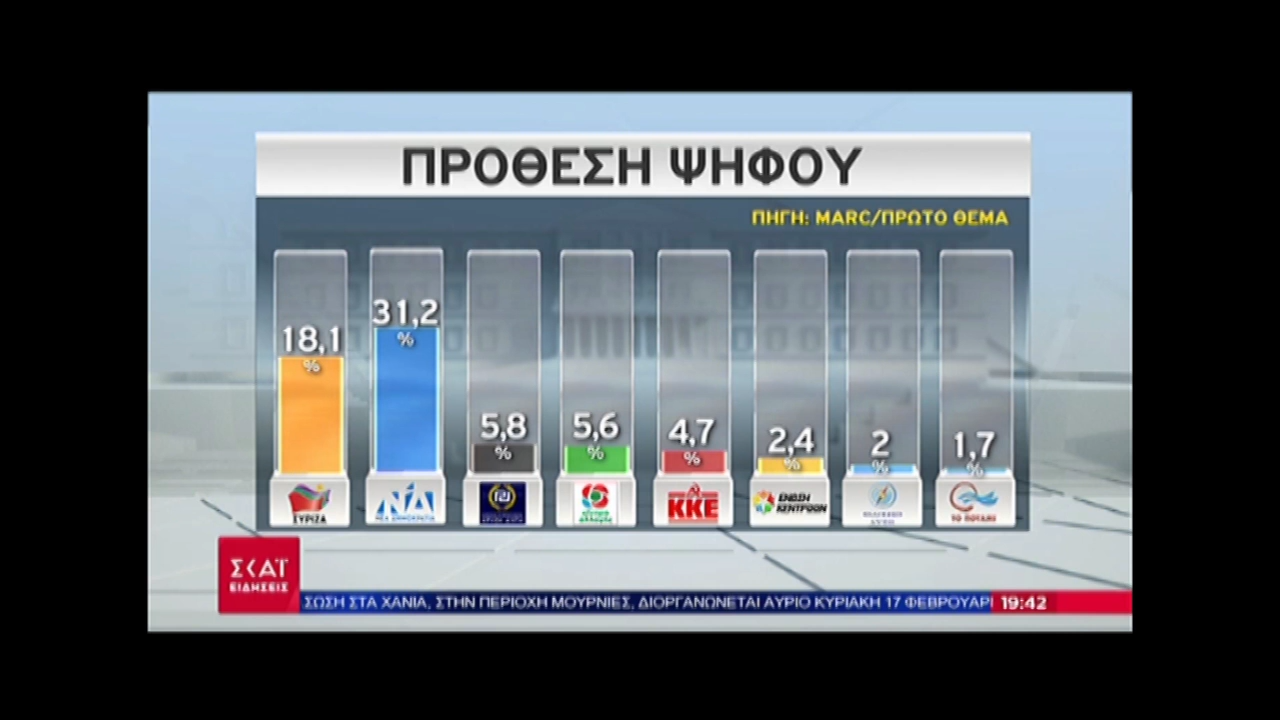 ΠΡΟΘΕΣΗ ΨΗΦΟΥ
ΠΗΓΗ: MARC/ΠΡΩΤΟ ΘΕΜΑ
18,1 31,2 5,8 5,6 4,7 2,4 2 1,7
% % % % % % % %
ΣΥΡΙΖΑ ΝΔ ΚΚΕ ΕΝΩΣΗ ΚΕΝΤΡΩΩΝ ΤΟ ΠΟΤΑΜΙ
ΝΕΑ ΔΗΜΟΚΡΑΤΙΑ
ΣΚΑΪ
ΕΙΔΗΣΕΙΣ
ΣΩΣΗ ΣΤΑ ΧΑΝΙΑ, ΣΤΗΝ ΠΕΡΙΟΧΗ ΜΟΥΡΝΙΕΣ, ΔΙΟΡΓΑΝΩΝΕΤΑΙ ΑΥΡΙΟ ΚΥΡΙΑΚΗ 17 ΦΕΒΡΟΥΑΡΙ 19:42